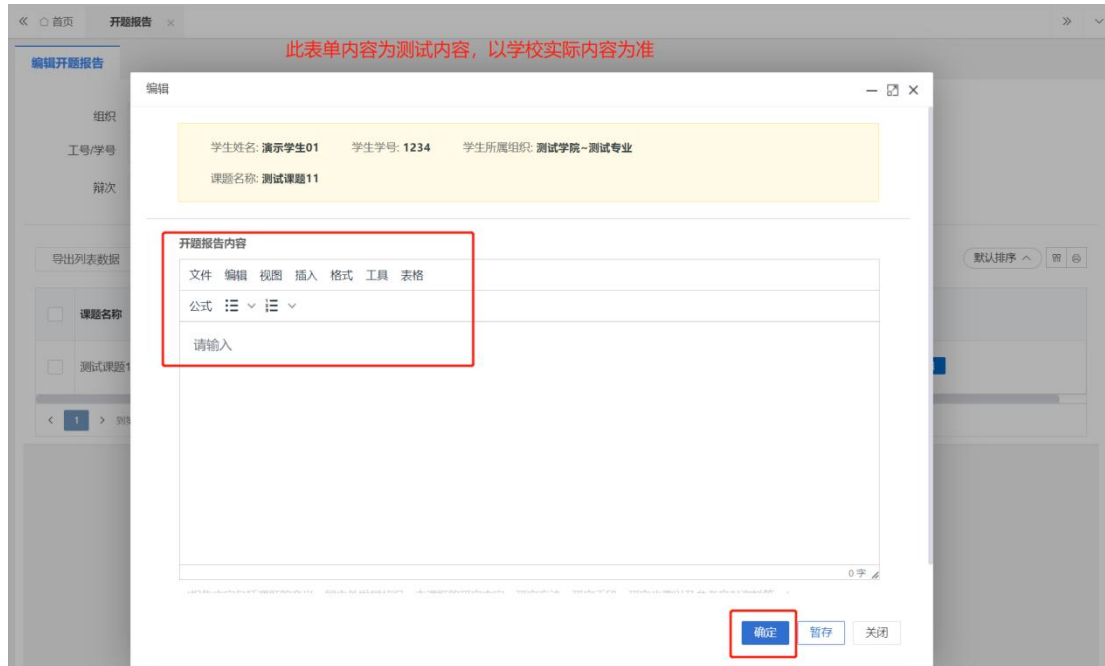 首页 开题报告
此表单内容为测试内容，以学校实际内容为准
编辑开题报告
编辑
组织
工号/学号
辩次
学生姓名: 演示学生01 学生学号: 1234 学生所属组织: 测试学院~测试专业
课题名称: 测试课题11
开题报告内容
导出列表数据
默认排序
文件 编辑 视图 插入 格式 工具 表格
公式
课题名称
请输入
测试课题1
1 到第
0 字
确定 暂存 关闭